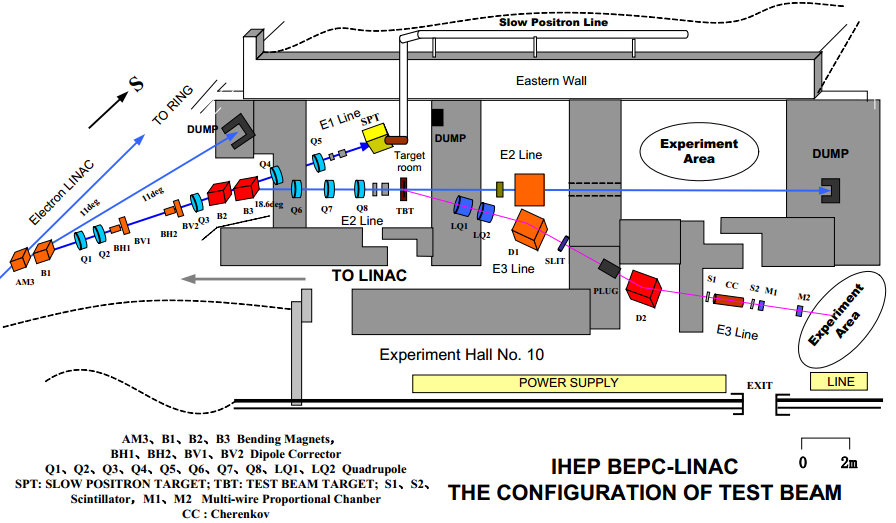 Slow Positron Line
Eastern Wall
S
TO RING
Electron LINAC
11deg
11deg
DUMP
E1 Line
SPT
Q5
Q4
Target
room
DUMP
E2 Line
Experiment
Area
DUMP
AM3
B1
Q1
Q2
BH1
BV1
BH2
BV2
Q3
B2
B3
18.6deg
Q6
Q7
Q8
E2 Line
TBT
LQ1
LQ2
D1
E3 Line
SLIT
PLUG
D2
S1
CC
S2
M1
M2
E3 Line
Experiment
Area
TO LINAC
Experiment Hall No. 10
POWER SUPPLY
EXIT
LINE
AM3、B1、B2、B3 Bending Magnets,
BH1、BH2、BV1、BV2 Dipole Corrector
Q1、Q2、Q3、Q4、Q5、Q6、Q7、Q8、LQ1、LQ2 Quadrupole
SPT: SLOW POSITRON TARGET; TBT: TEST BEAM TARGET; S1、S2、
Scintillator, M1、M2 Multi-wire Proportional Chanber
CC : Cherenkov
IHEP BEPC-LINAC
THE CONFIGURATION OF TEST BEAM
0 2m